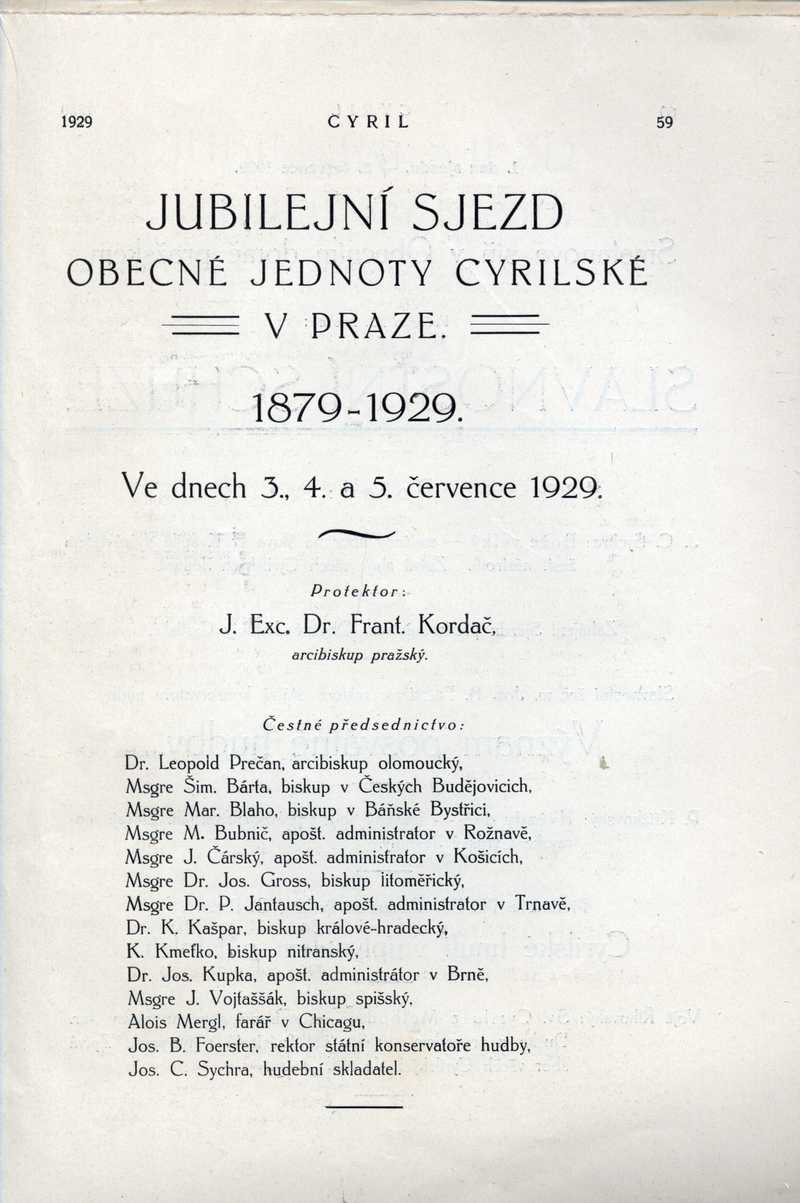 1929 CYRIL 59
JUBILEJNÍ SJEZD
OBECNÉ JEDNOTY CYRILSKÉ
V PRAZE.
1879-1929.
Ve dnech 3., 4. a 5. července 1929.
Protektor:
J. Exc. Dr. Frant. Kordač,
arcibiskup pražský.
Čestné předsednictvo:
Dr. Leopold Prečan, arcibiskup olomoucký,
Msgre Šim. Bárta, biskup v Českých Budějovicich,
Msgre Mar. Blaho, biskup v Báňské Bystřici,
Msgre M. Bubnič, apošt. administrator v Rožnavě,
Msgre J. Čárský, apošt. administrator v Košicích,
Msgre Dr. Jos. Gross, biskup litoměřický,
Msgre Dr. P. Jantausch, apošt. administrator v Trnavě,
Dr. K. Kašpar, biskup králové-hradecký,
K. Kmeťko, biskup nitranský,
Dr. Jos. Kupka, apošt. administrátor v Brně,
Msgre J. Vojtaššák, biskup spišský,
Alois Mergl, farář v Chicagu,
Jos. B. Foerster, rektor státní konservatoře hudby,
Jos. C. Sychra, hudební skladatel.